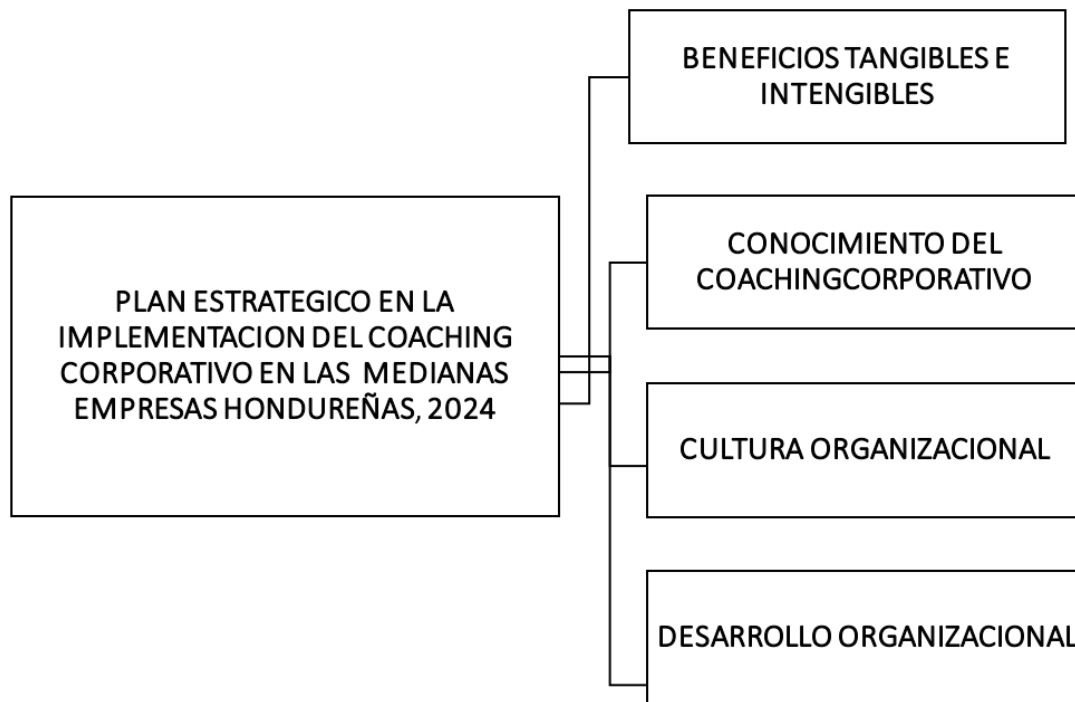 BENEFICIOS TANGIBLES E
INTENGIBLES
PLAN ESTRATEGICO EN LA
IMPLEMENTACION DEL COACHING
CORPORATIVO EN LAS MEDIANAS
EMPRESAS HONDUREÑAS, 2024
CONOCIMIENTO DEL
COACHINGCORPORATIVO
CULTURA ORGANIZACIONAL
DESARROLLO ORGANIZACIONAL